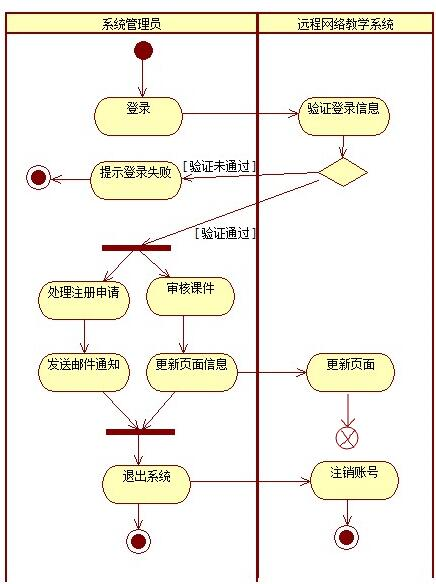 系统管理员
远程网络教学系统
登录
验证登录信息
[验证未通过]
提示登录失败
[验证通过]
处理注册申请
审核课件
发送邮件通知
更新页面信息
更新页面
退出系统
注销账号